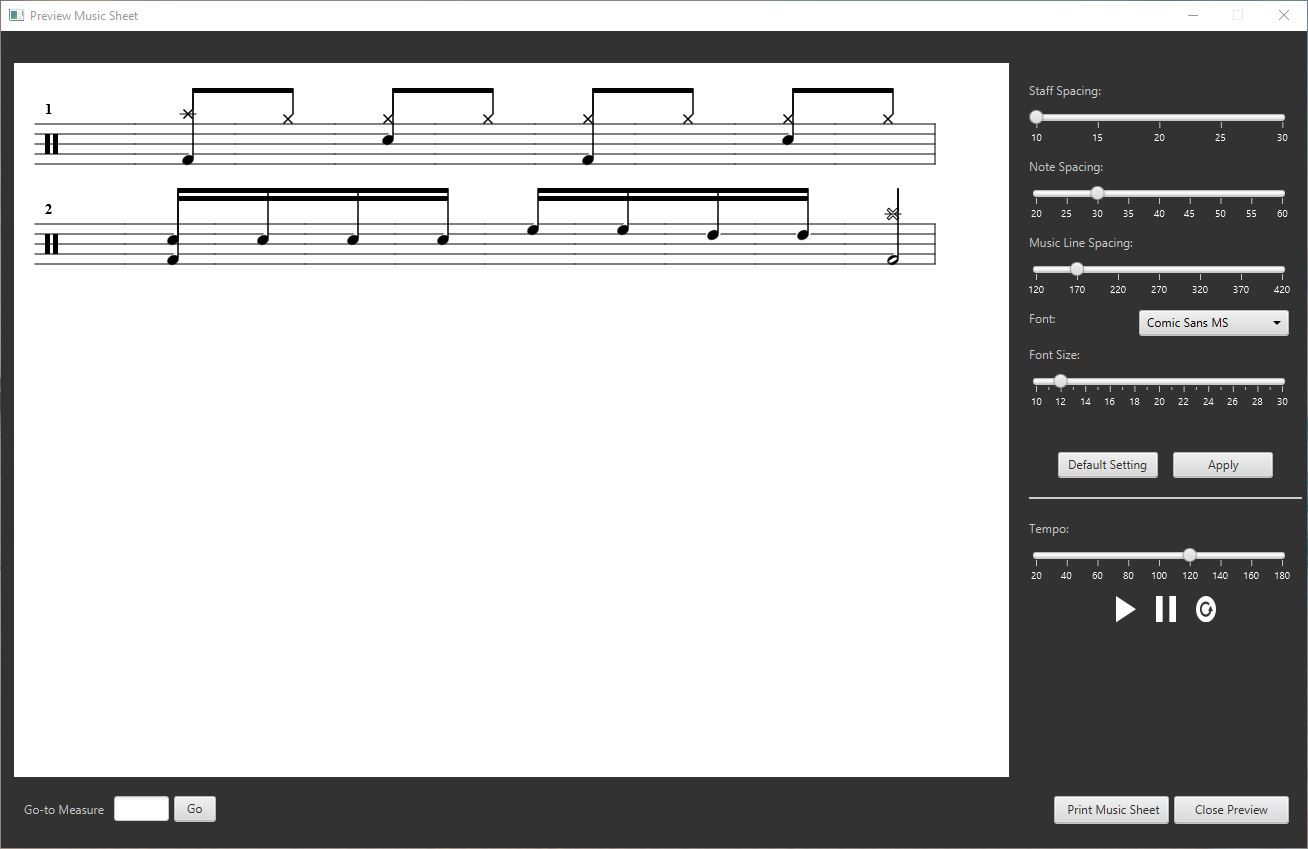 Preview Music Sheet
1
2
Staff Spacing:
10 15 20 25 30
Note Spacing:
20 25 30 35 40 45 50 55 60
Music Line Spacing:
120 170 220 270 320 370 420
Font: Comic Sans MS
Font Size:
10 12 14 16 18 20 22 24 26 28 30
Default Setting Apply
Tempo:
20 40 60 80 100 120 140 160 180
Go-to Measure Go Print Music Sheet Close Preview